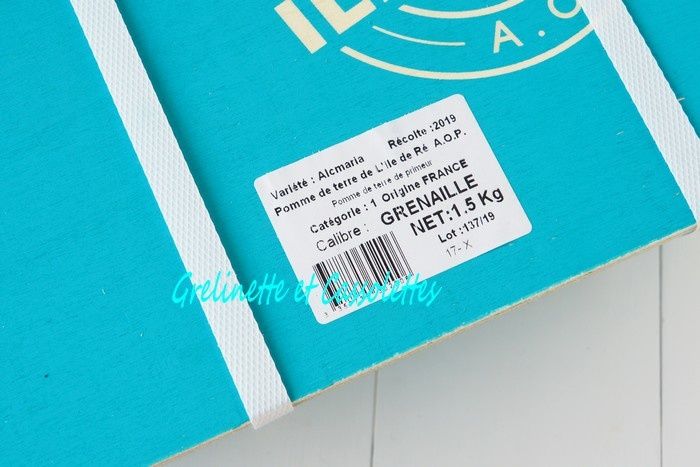 A.O.
Variété : Alcmaria Récolte :2019
Pomme de terre de L'ile de Ré A.O.P.
Pomme de terre de primeur
Catégorie : 1 Origine FRANCE
Calibre : GRENAILLE
NET:1.5 Kg
Lot :137/19
17- X
Grelinette et Cassolettes